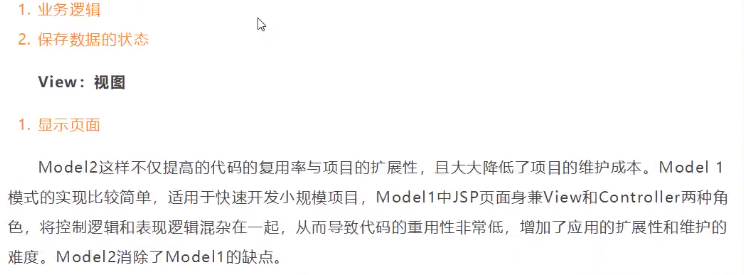 1. 业务逻辑
2. 保存数据的状态
View：视图
1. 显示页面
Model2这样不仅提高的代码的复用率与项目的扩展性，且大大降低了项目的维护成本。Model 1
模式的实现比较简单，适用于快速开发小规模项目，Model1中JSP页面身兼View和Controller两种角
色，将控制逻辑和表现逻辑混杂在一起，从而导致代码的重用性非常低，增加了应用的扩展性和维护的
难度。Model2消除了Model1的缺点。